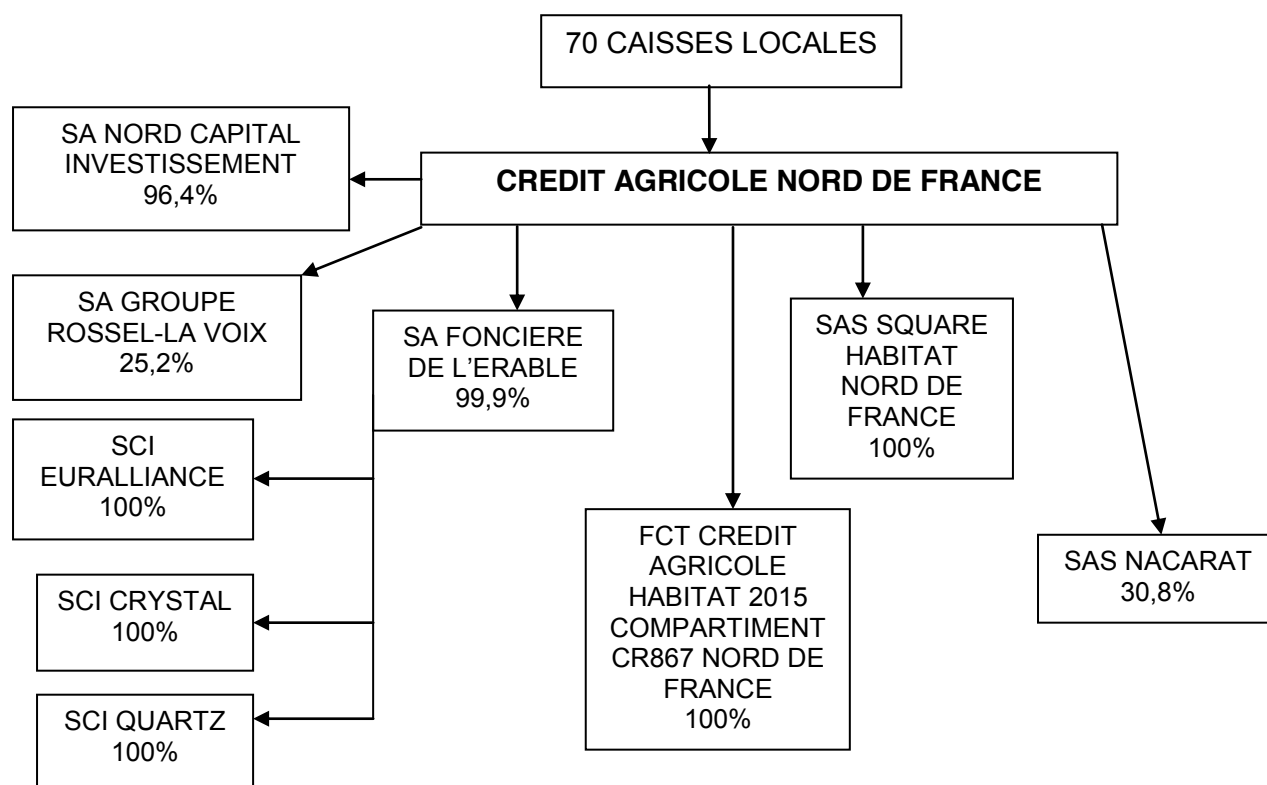 70 CAISSES LOCALES
SA NORD CAPITAL
INVESTISSEMENT
96,4%
CREDIT AGRICOLE NORD DE FRANCE
SA GROUPE
ROSSEL-LA VOIX
25,2%
SA FONCIERE
DE L’ERABLE
99,9%
SAS SQUARE
HABITAT
NORD DE
FRANCE
100%
SCI
EURALLIANCE
100%
FCT CREDIT
AGRICOLE
HABITAT 2015
COMPARTIMENT
CR867 NORD DE
FRANCE
100%
SAS NACARAT
30,8%
SCI CRYSTAL
100%
SCI QUARTZ
100%